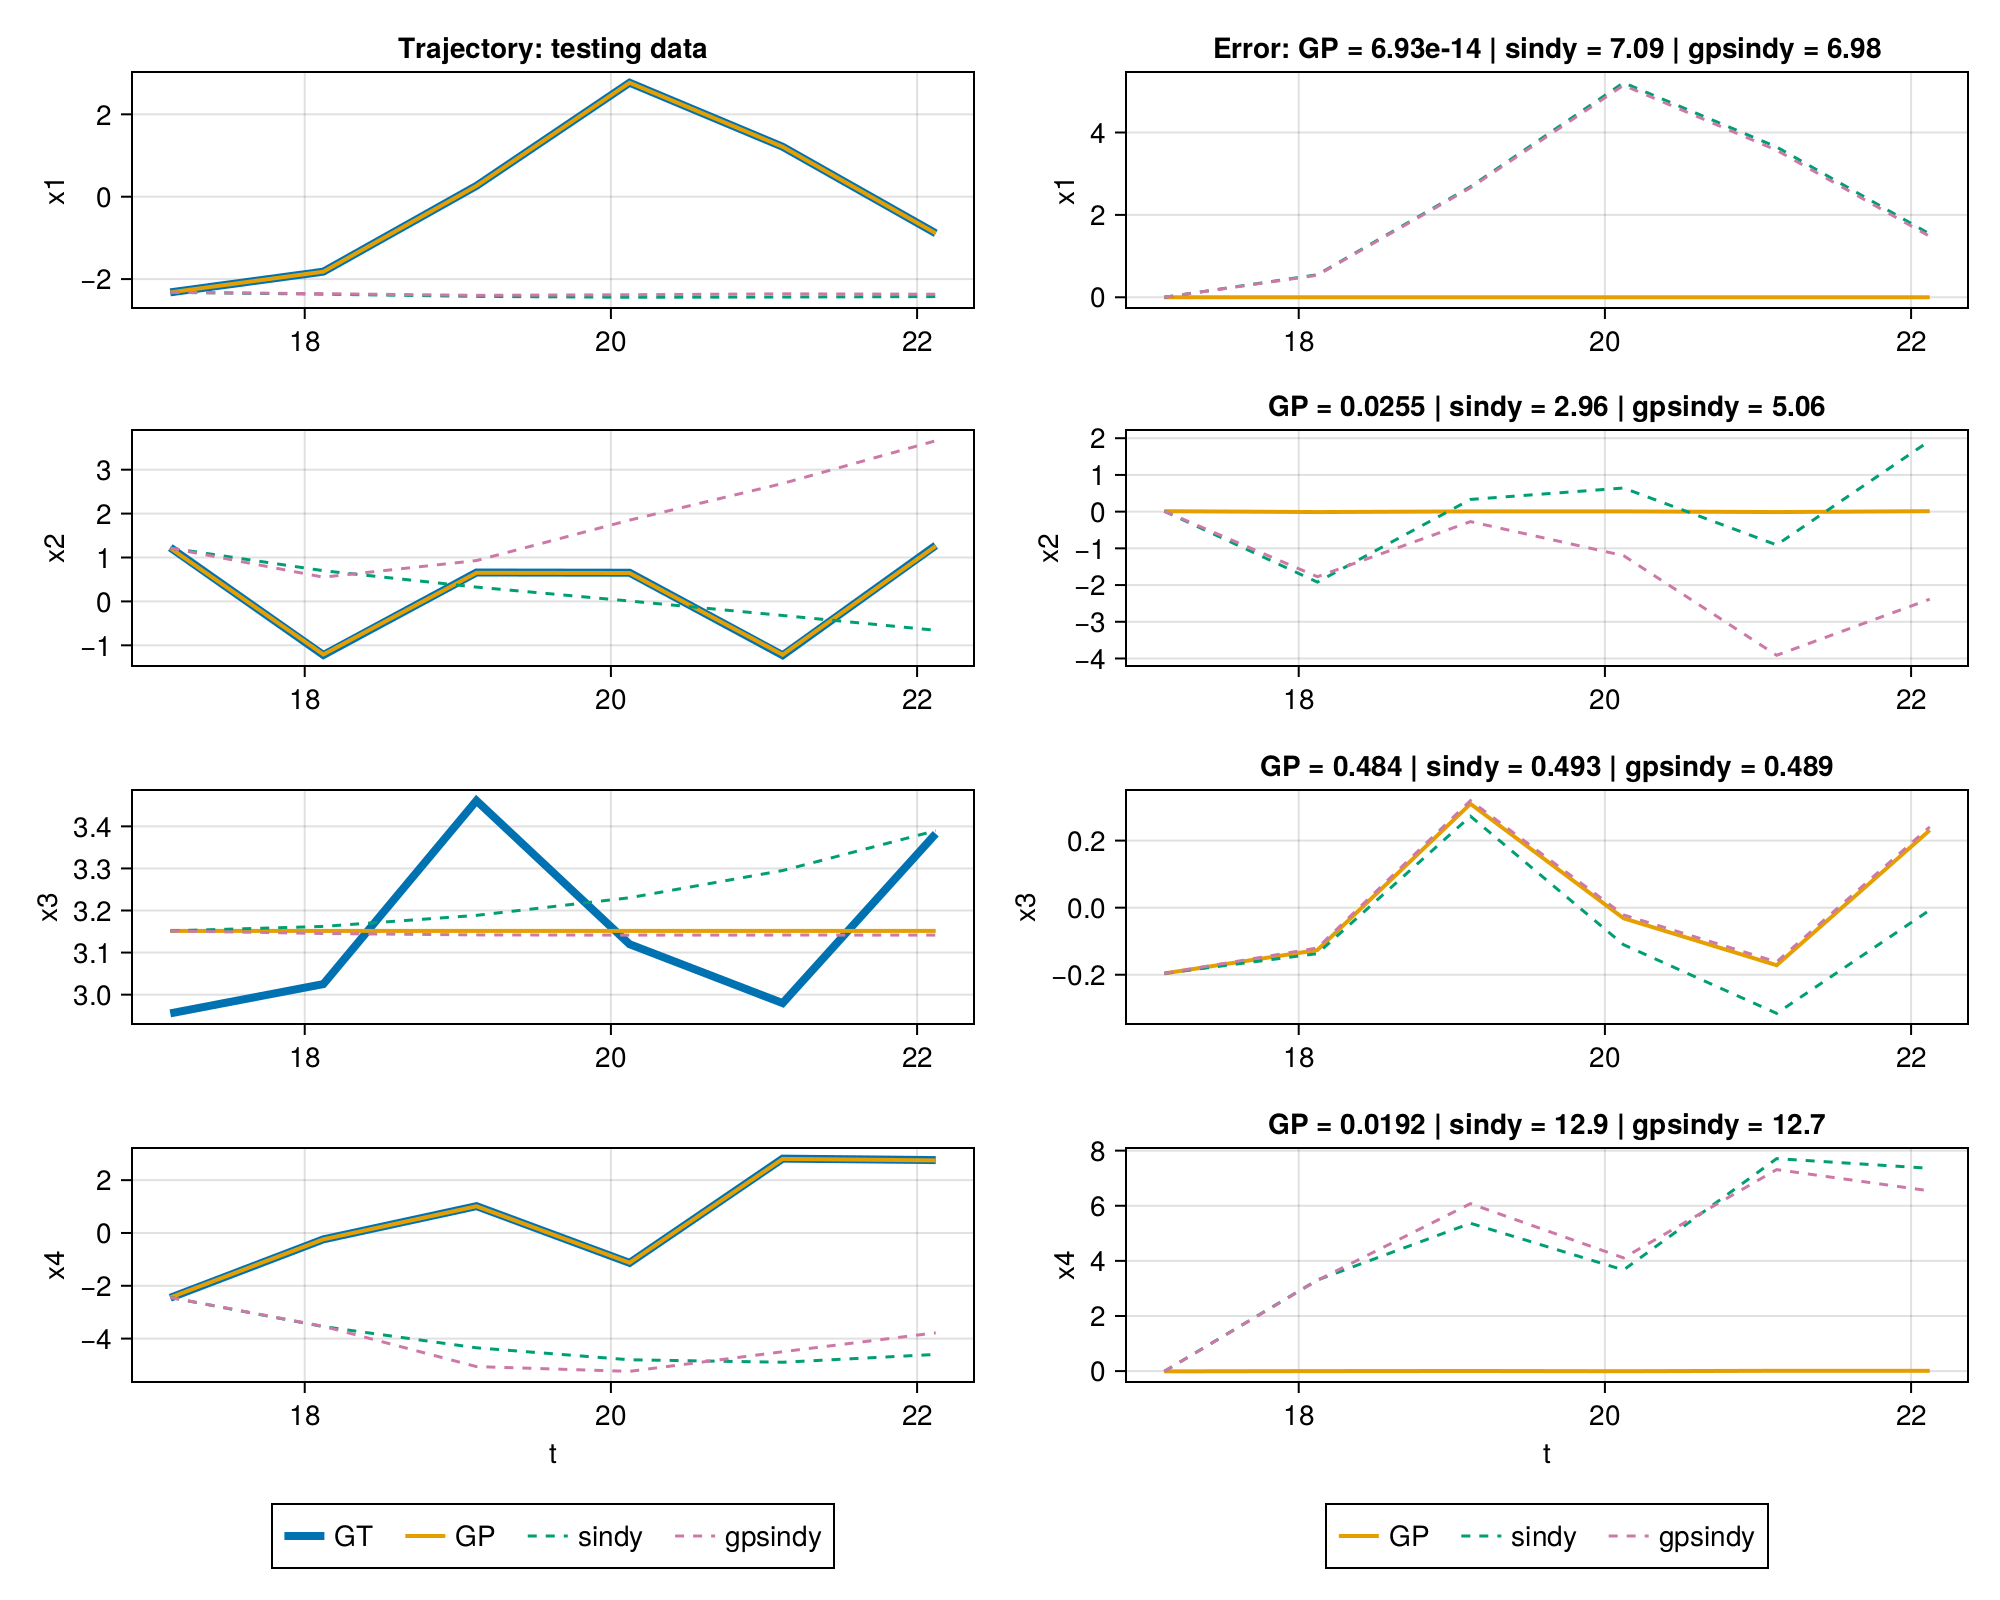 Trajectory: testing data
x1
2
0
−2
18 20 22
Error: GP = 6.93e-14 | sindy = 7.09 | gpsindy = 6.98
x1
4
2
0
18 20 22
x2
3
2
1
0
−1
18 20 22
GP = 0.0255 | sindy = 2.96 | gpsindy = 5.06
x2
2
1
0
−1
−2
−3
−4
18 20 22
x3
3.4
3.3
3.2
3.1
3.0
18 20 22
GP = 0.484 | sindy = 0.493 | gpsindy = 0.489
x3
0.2
0.0
−0.2
18 20 22
x4
2
0
−2
−4
18 20 22
t
GP = 0.0192 | sindy = 12.9 | gpsindy = 12.7
x4
8
6
4
2
0
18 20 22
t
GT GP sindy gpsindy
GP sindy gpsindy